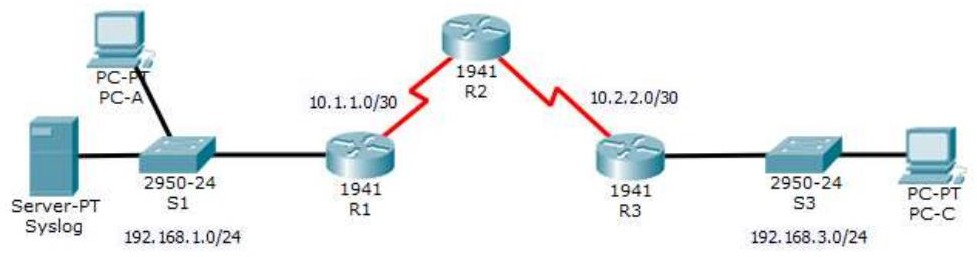 PC-PT
PC-A
Server-PT
Syslog
2950-24
S1
192.168.1.0/24
1941
R1
10.1.1.0/30
1941
R2
10.2.2.0/30
1941
R3
2950-24
S3
192.168.3.0/24
PC-PT
PC-C